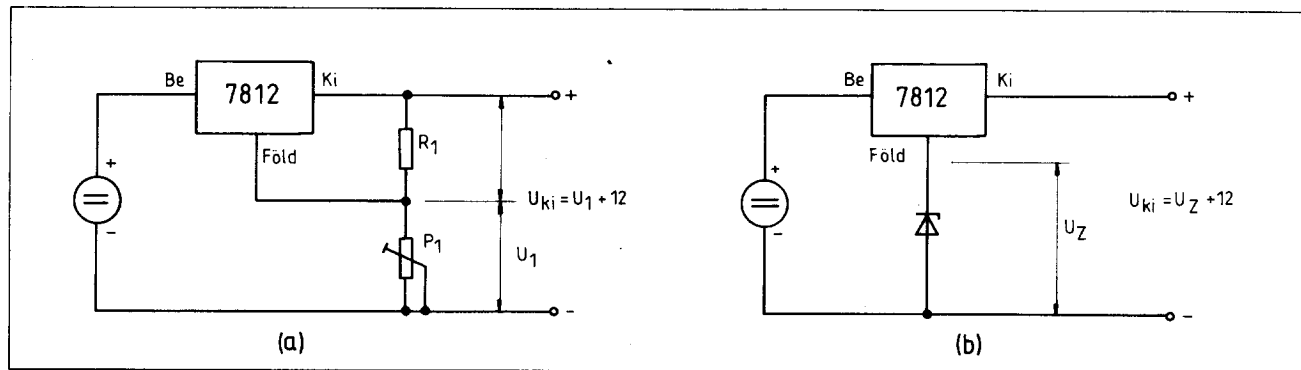 Be
7812
Ki
+
R₁
Föld
+
-
Uki = U₁ + 12
P₁
U₁
-
(a)
Be
7812
Ki
+
Föld
+
-
UZ
Uki = UZ + 12
-
(b)